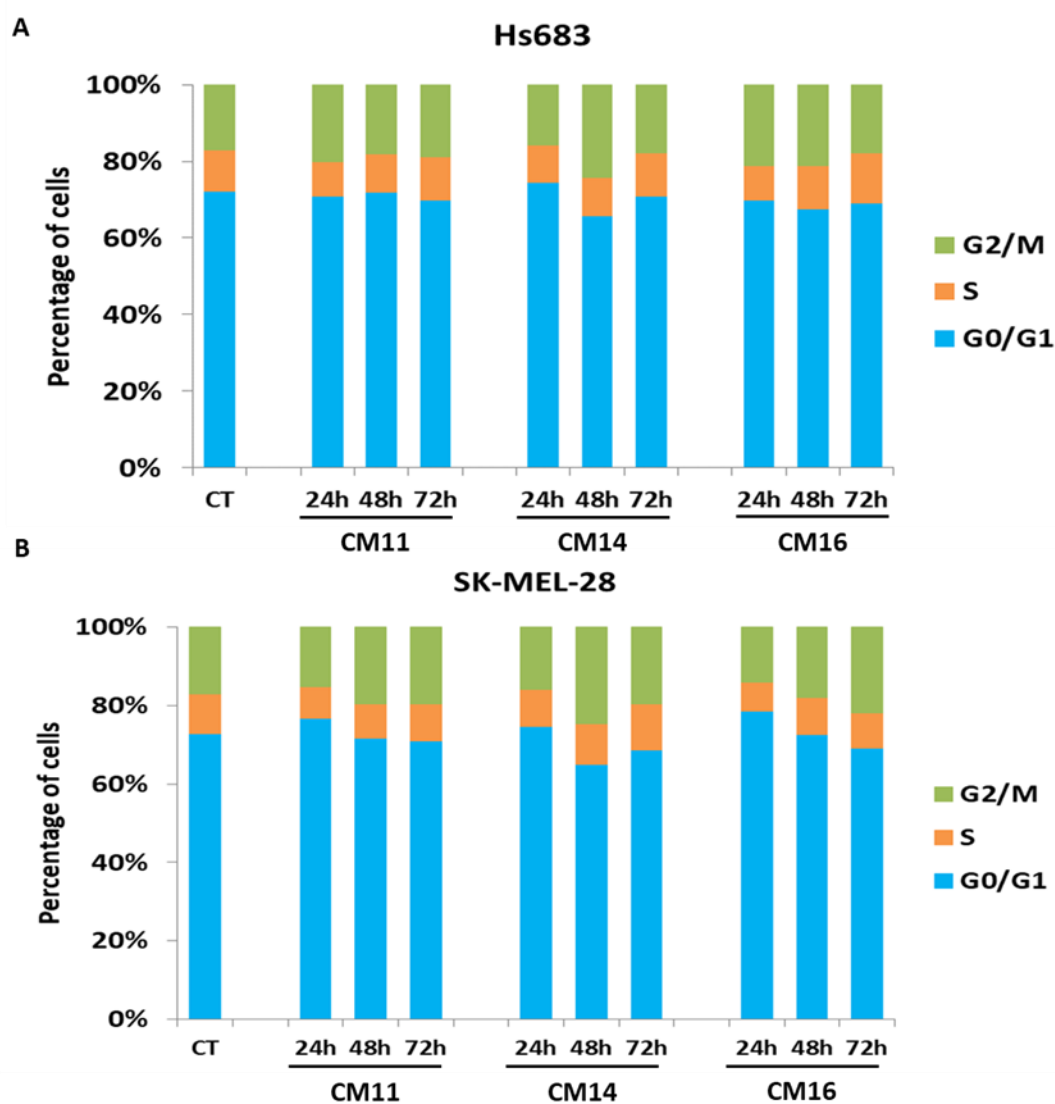 A
Hs683
100%
80%
60%
40%
20%
0%
Percentage of cells
CT 24h 48h 72h 24h 48h 72h 24h 48h 72h
CM11 CM14 CM16
G2/M
S
G0/G1
B
SK-MEL-28
100%
80%
60%
40%
20%
0%
Percentage of cells
CT 24h 48h 72h 24h 48h 72h 24h 48h 72h
CM11 CM14 CM16
G2/M
S
G0/G1